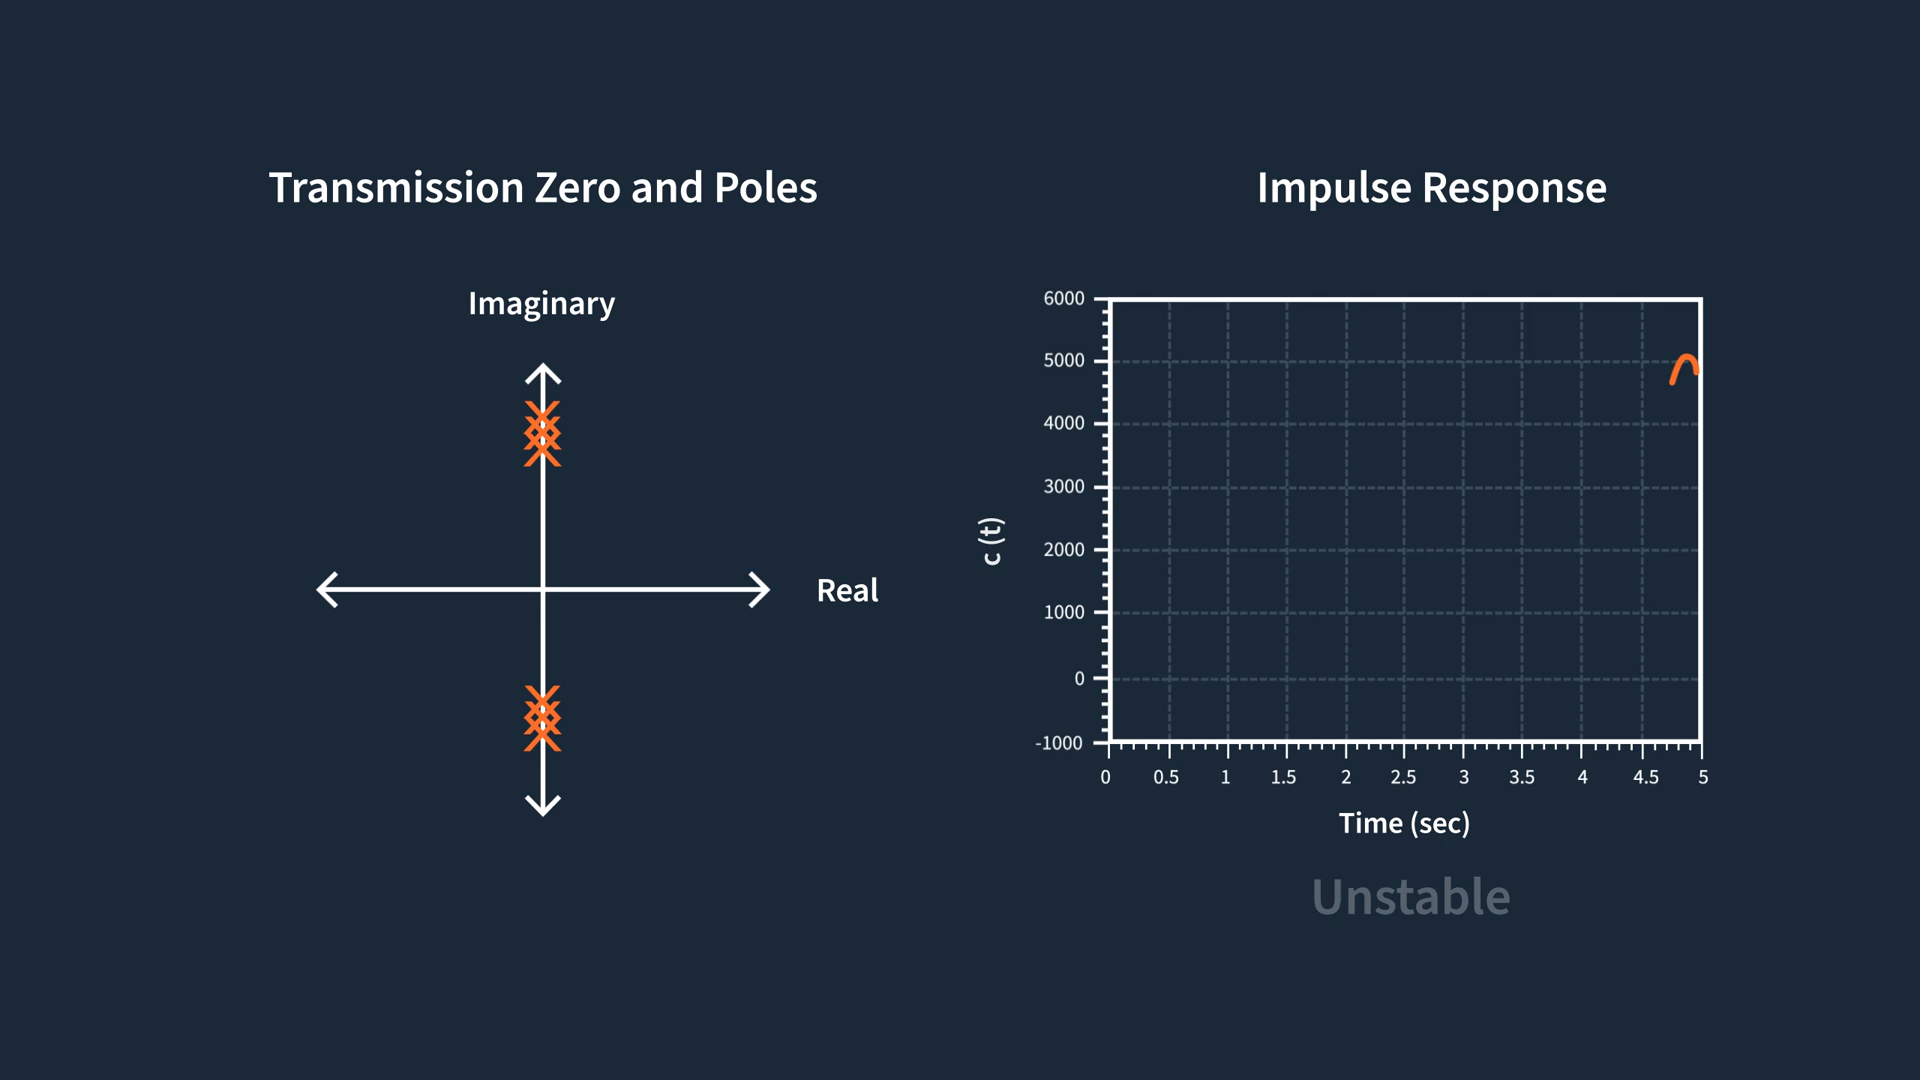 Transmission Zero and Poles
Imaginary
Real
Impulse Response
6000
5000
4000
3000
2000
1000
0
-1000
c (t)
0 0.5 1 1.5 2 2.5 3 3.5 4 4.5 5
Time (sec)
Unstable